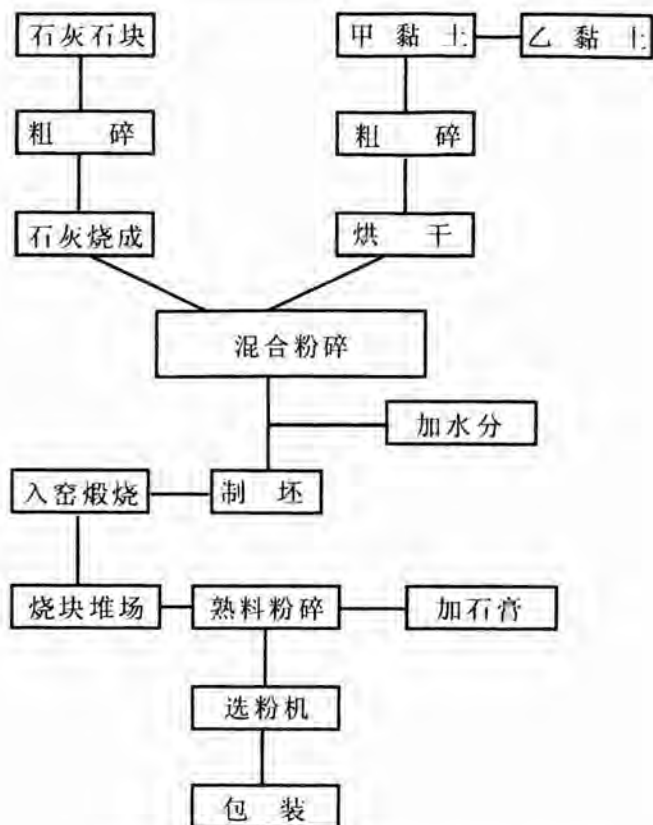 石灰石块
甲黏土
乙黏土
粗碎
粗碎
石灰烧成
烘干
混合粉碎
加水分
入窑煅烧
制坯
烧块堆场
熟料粉碎
加石膏
选粉机
包装